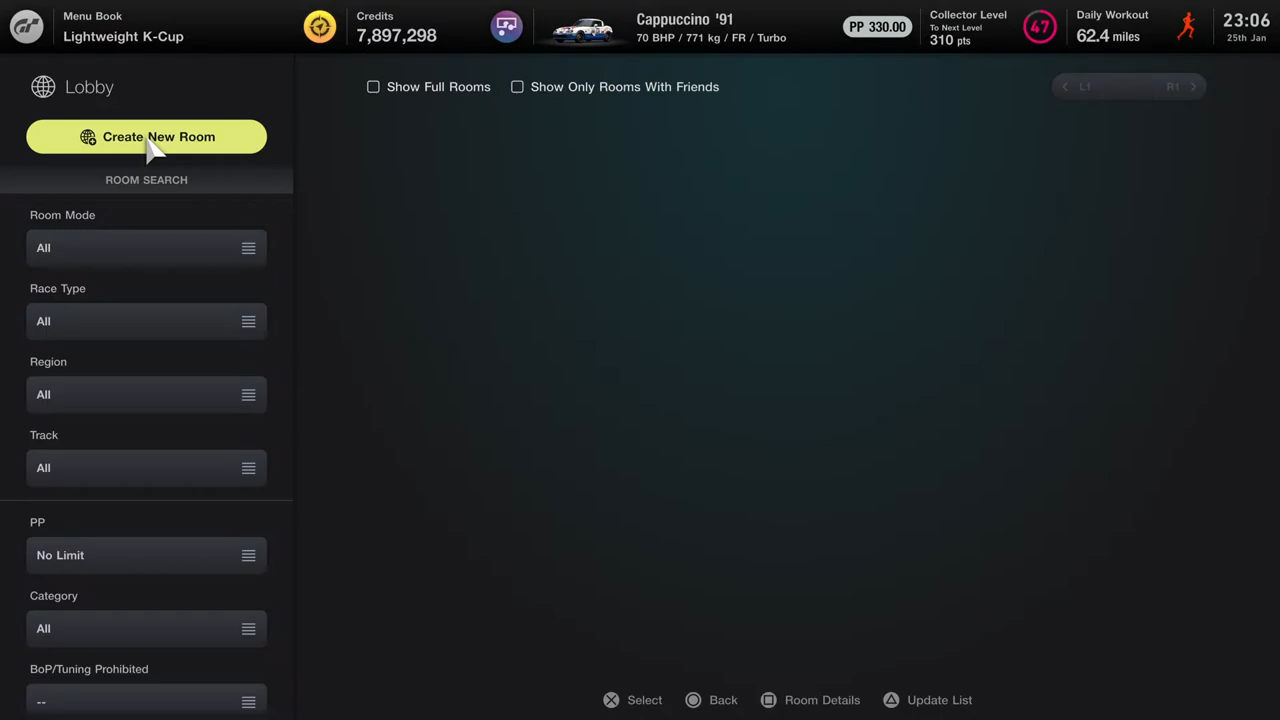 Menu Book
Lightweight K-Cup
Credits
7,897,298
Cappuccino '91
70 BHP / 771 kg / FR / Turbo
PP 330.00
Collector Level
To Next Level
310 pts
47
Daily Workout
62.4 miles
23:06
25th Jan
Lobby
Show Full Rooms
Show Only Rooms With Friends
L1
R1
Create New Room
ROOM SEARCH
Room Mode
All
Race Type
All
Region
All
Track
All
PP
No Limit
Category
All
BoP/Tuning Prohibited
--
Select
Back
Room Details
Update List